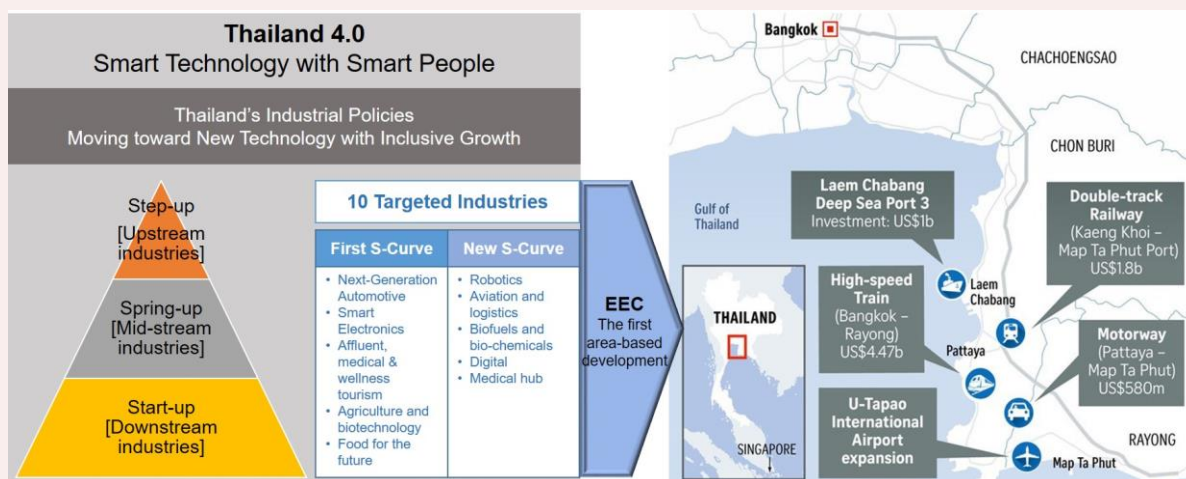 Thailand 4.0
Smart Technology with Smart People
Thailand's Industrial Policies
Moving toward New Technology with Inclusive Growth
Step-up
[Upstream
industries]
Spring-up
[Mid-stream
industries]
Start-up
[Downstream
industries]
10 Targeted Industries
First S-Curve
• Next-Generation
Automotive
• Smart
Electronics
• Affluent,
medical &
wellness
tourism
• Agriculture and
biotechnology
• Food for the
future
New S-Curve
• Robotics
• Aviation and
logistics
• Biofuels and
bio-chemicals
• Digital
• Medical hub
EEC
The first
area-based
development
Bangkok
CHACHOENGSAO
CHON BURI
Gulf of
Thailand
Laem Chabang
Deep Sea Port 3
Investment: US$1b
Double-track
Railway
(Kaeng Khoi –
Map Ta Phut Port)
US$1.8b
Laem
Chabang
High-speed
Train
(Bangkok –
Rayong)
US$4.47b
THAILAND
SINGAPORE
Pattaya
Motorway
(Pattaya –
Map Ta Phut)
US$580m
U-Tapao
International
Airport
expansion
RAYONG
Map Ta Phut